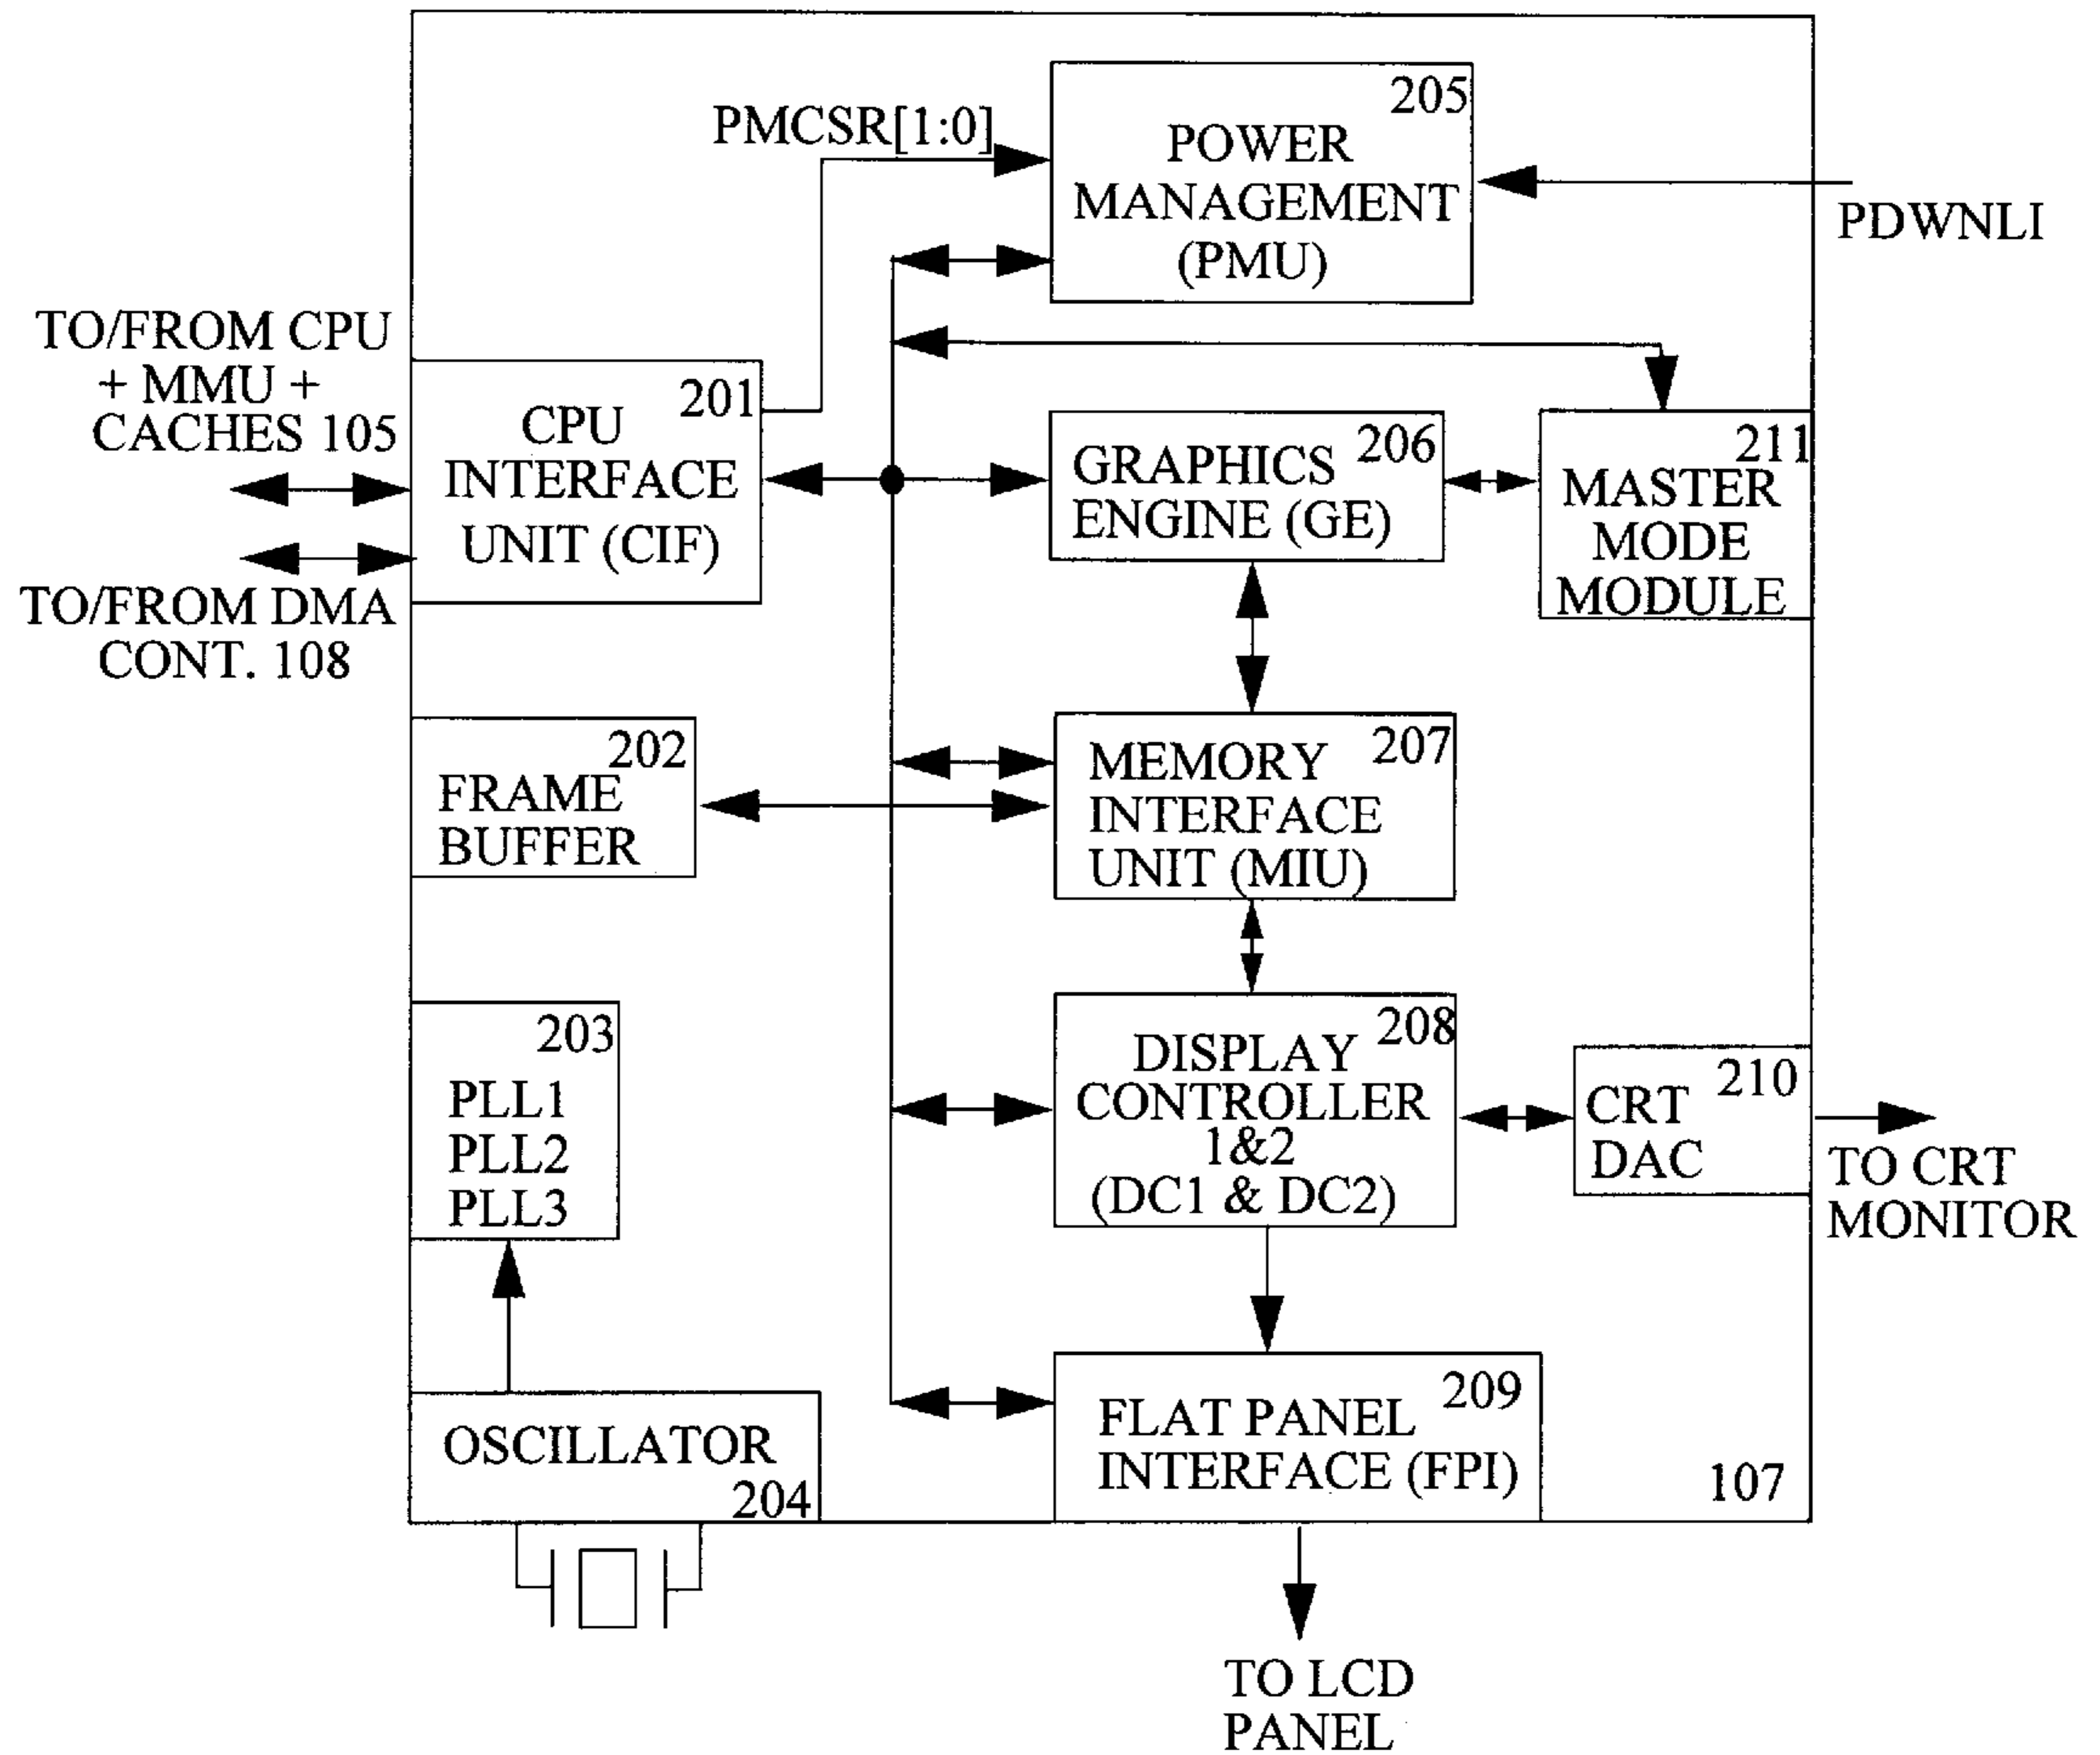 205
PMCSR[1:0]
POWER
MANAGEMENT
(PMU)
PDWNLI
TO/FROM CPU
+ MMU +
CACHES 105
201
CPU
INTERFACE
UNIT (CIF)
206
GRAPHICS
ENGINE (GE)
211
MASTER
MODE
MODULE
TO/FROM DMA
CONT. 108
202
FRAME
BUFFER
207
MEMORY
INTERFACE
UNIT (MIU)
203
PLL1
PLL2
PLL3
208
DISPLAY
CONTROLLER
1&2
(DC1 & DC2)
210
CRT
DAC
TO CRT
MONITOR
OSCILLATOR
204
209
FLAT PANEL
INTERFACE (FPI)
107
TO LCD
PANEL